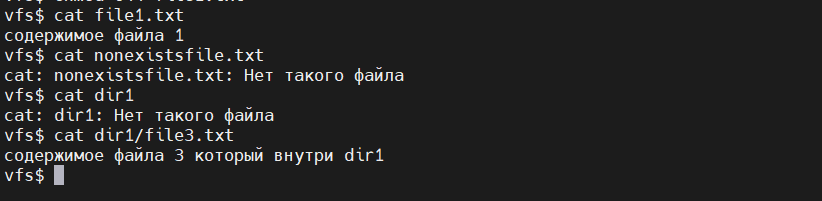 vfs$ cat file1.txt
содержимое файла 1
vfs$ cat nonexistsfile.txt
cat: nonexistsfile.txt: Нет такого файла
vfs$ cat dir1
cat: dir1: Нет такого файла
vfs$ cat dir1/file3.txt
содержимое файла 3 который внутри dir1
vfs$